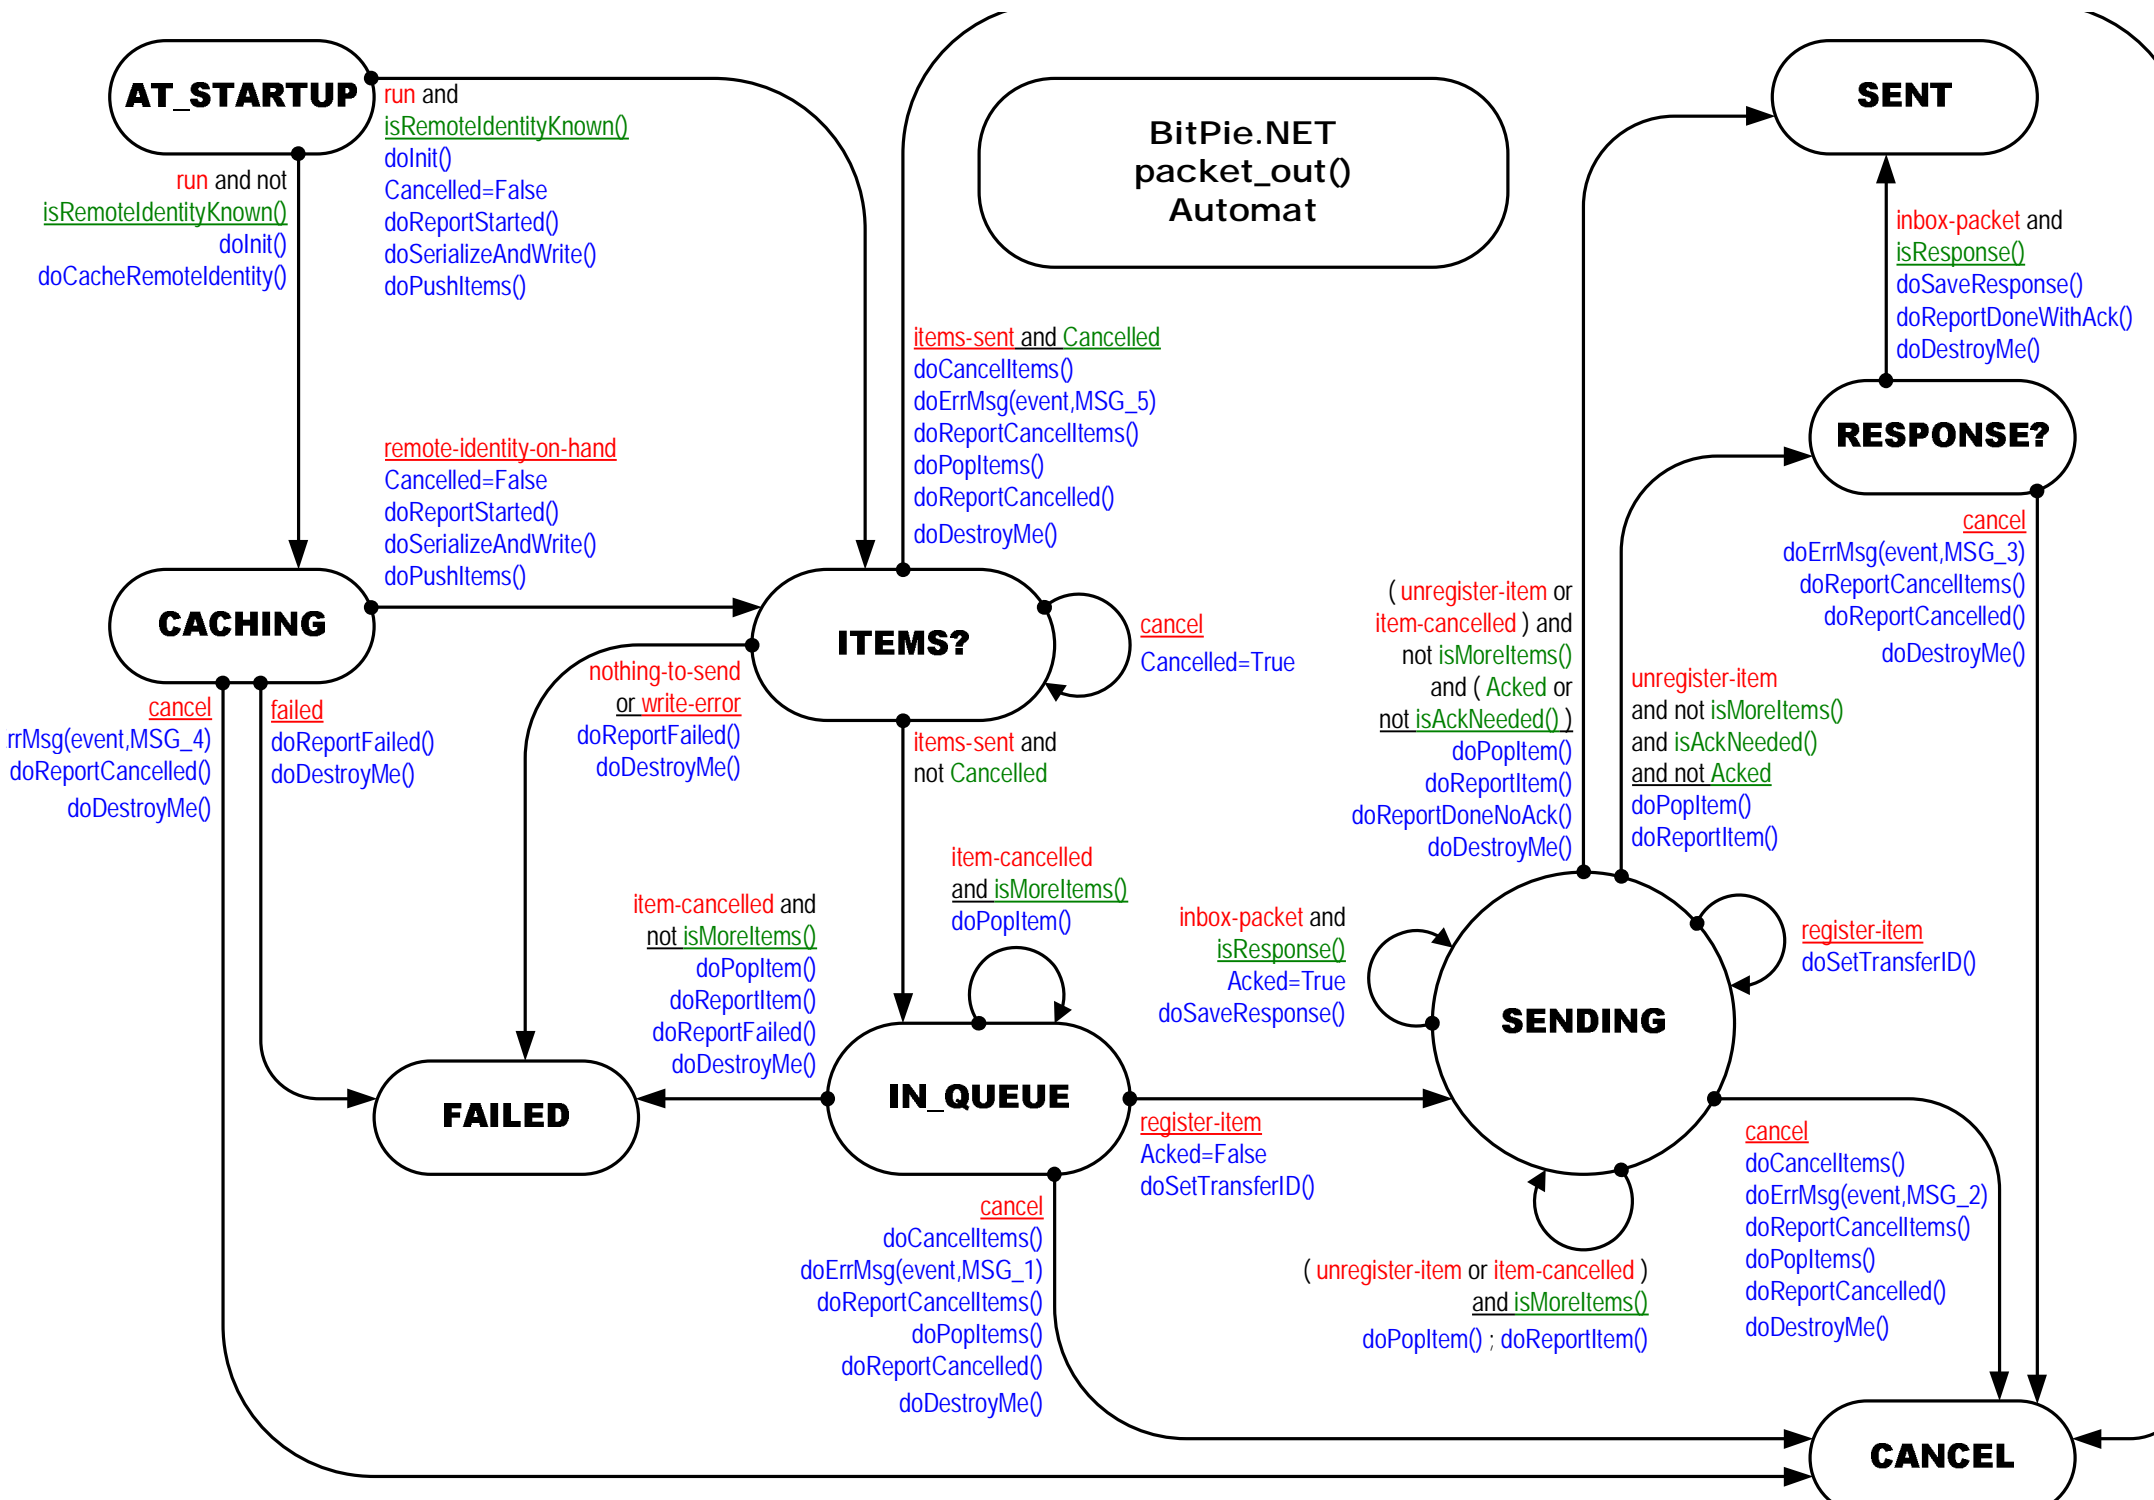 AT_STARTUP
run and
isRemoteIdentityKnown()
doInit()
Cancelled=False
doReportStarted()
doSerializeAndWrite()
doPushItems()
run and not
isRemoteIdentityKnown()
doInit()
doCacheRemoteIdentity()
BitPie.NET
packet_out()
Automat
SENT
inbox-packet and
isResponse()
doSaveResponse()
doReportDoneWithAck()
doDestroyMe()
items-sent and Cancelled
doCancelItems()
doErrMsg(event,MSG_5)
doReportCancelItems()
doPopItems()
doReportCancelled()
doDestroyMe()
RESPONSE?
remote-identity-on-hand
Cancelled=False
doReportStarted()
doSerializeAndWrite()
doPushItems()
cancel
doErrMsg(event,MSG_3)
doReportCancelItems()
doReportCancelled()
doDestroyMe()
CACHING
ITEMS?
cancel
Cancelled=True
( unregister-item or
item-cancelled ) and
not isMoreItems()
and ( Acked or
not isAckNeeded() )
doPopItem()
doReportItem()
doReportDoneNoAck()
doDestroyMe()
unregister-item
and not isMoreItems()
and isAckNeeded()
and not Acked
doPopItem()
doReportItem()
cancel
rrMsg(event,MSG_4)
doReportCancelled()
doDestroyMe()
failed
doReportFailed()
doDestroyMe()
nothing-to-send
or write-error
doReportFailed()
doDestroyMe()
items-sent and
not Cancelled
item-cancelled
and isMoreItems()
doPopItem()
item-cancelled and
not isMoreItems()
doPopItem()
doReportItem()
doReportFailed()
doDestroyMe()
inbox-packet and
isResponse()
Acked=True
doSaveResponse()
register-item
doSetTransferID()
SENDING
FAILED
IN_QUEUE
register-item
Acked=False
doSetTransferID()
cancel
doCancelItems()
doErrMsg(event,MSG_1)
doReportCancelItems()
doPopItems()
doReportCancelled()
doDestroyMe()
( unregister-item or item-cancelled )
and isMoreItems()
doPopItem() ; doReportItem()
cancel
doCancelItems()
doErrMsg(event,MSG_2)
doReportCancelItems()
doPopItems()
doReportCancelled()
doDestroyMe()
CANCEL